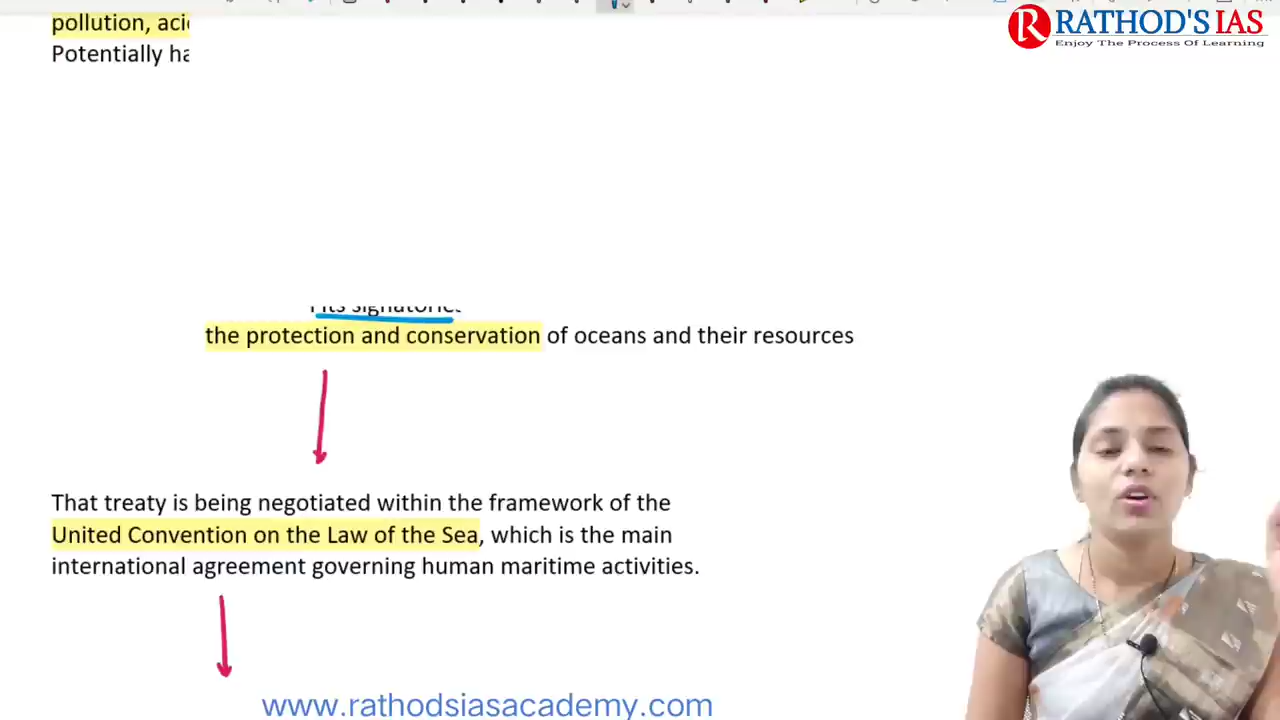 pollution, aci
Potentially ha
RATHOD'S IAS
Enjoy The Process Of Learning
its signatorie
the protection and conservation of oceans and their resources
That treaty is being negotiated within the framework of the
United Convention on the Law of the Sea, which is the main
international agreement governing human maritime activities.
www.rathodsiasacademy.com